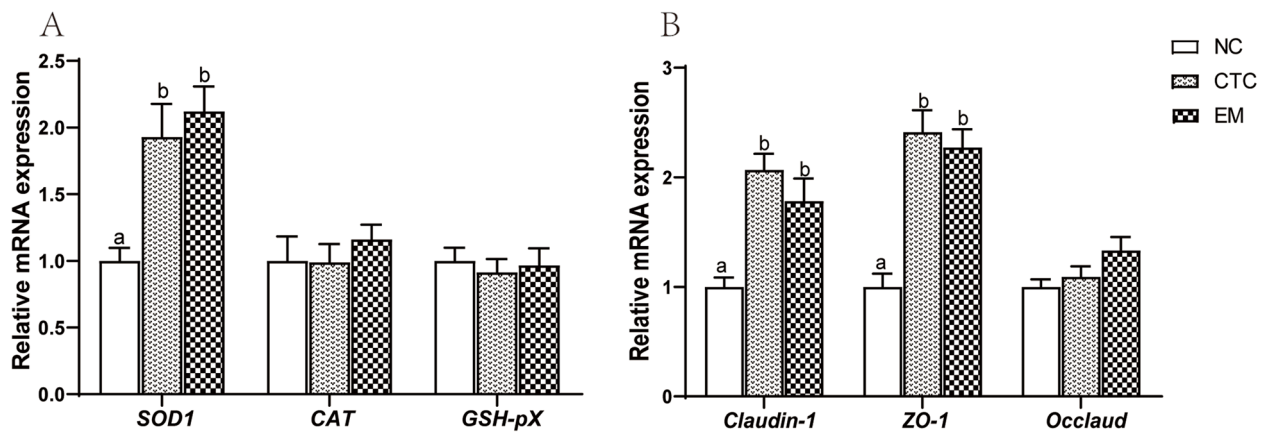 A
Relative mRNA expression
2.5
2.0
1.5
1.0
0.5
0.0
a
b
b
SOD1
CAT
GSH-pX
B
Relative mRNA expression
3
2
1
0
a
b
b
a
b
b
Claudin-1
ZO-1
Occlaud
NC
CTC
EM